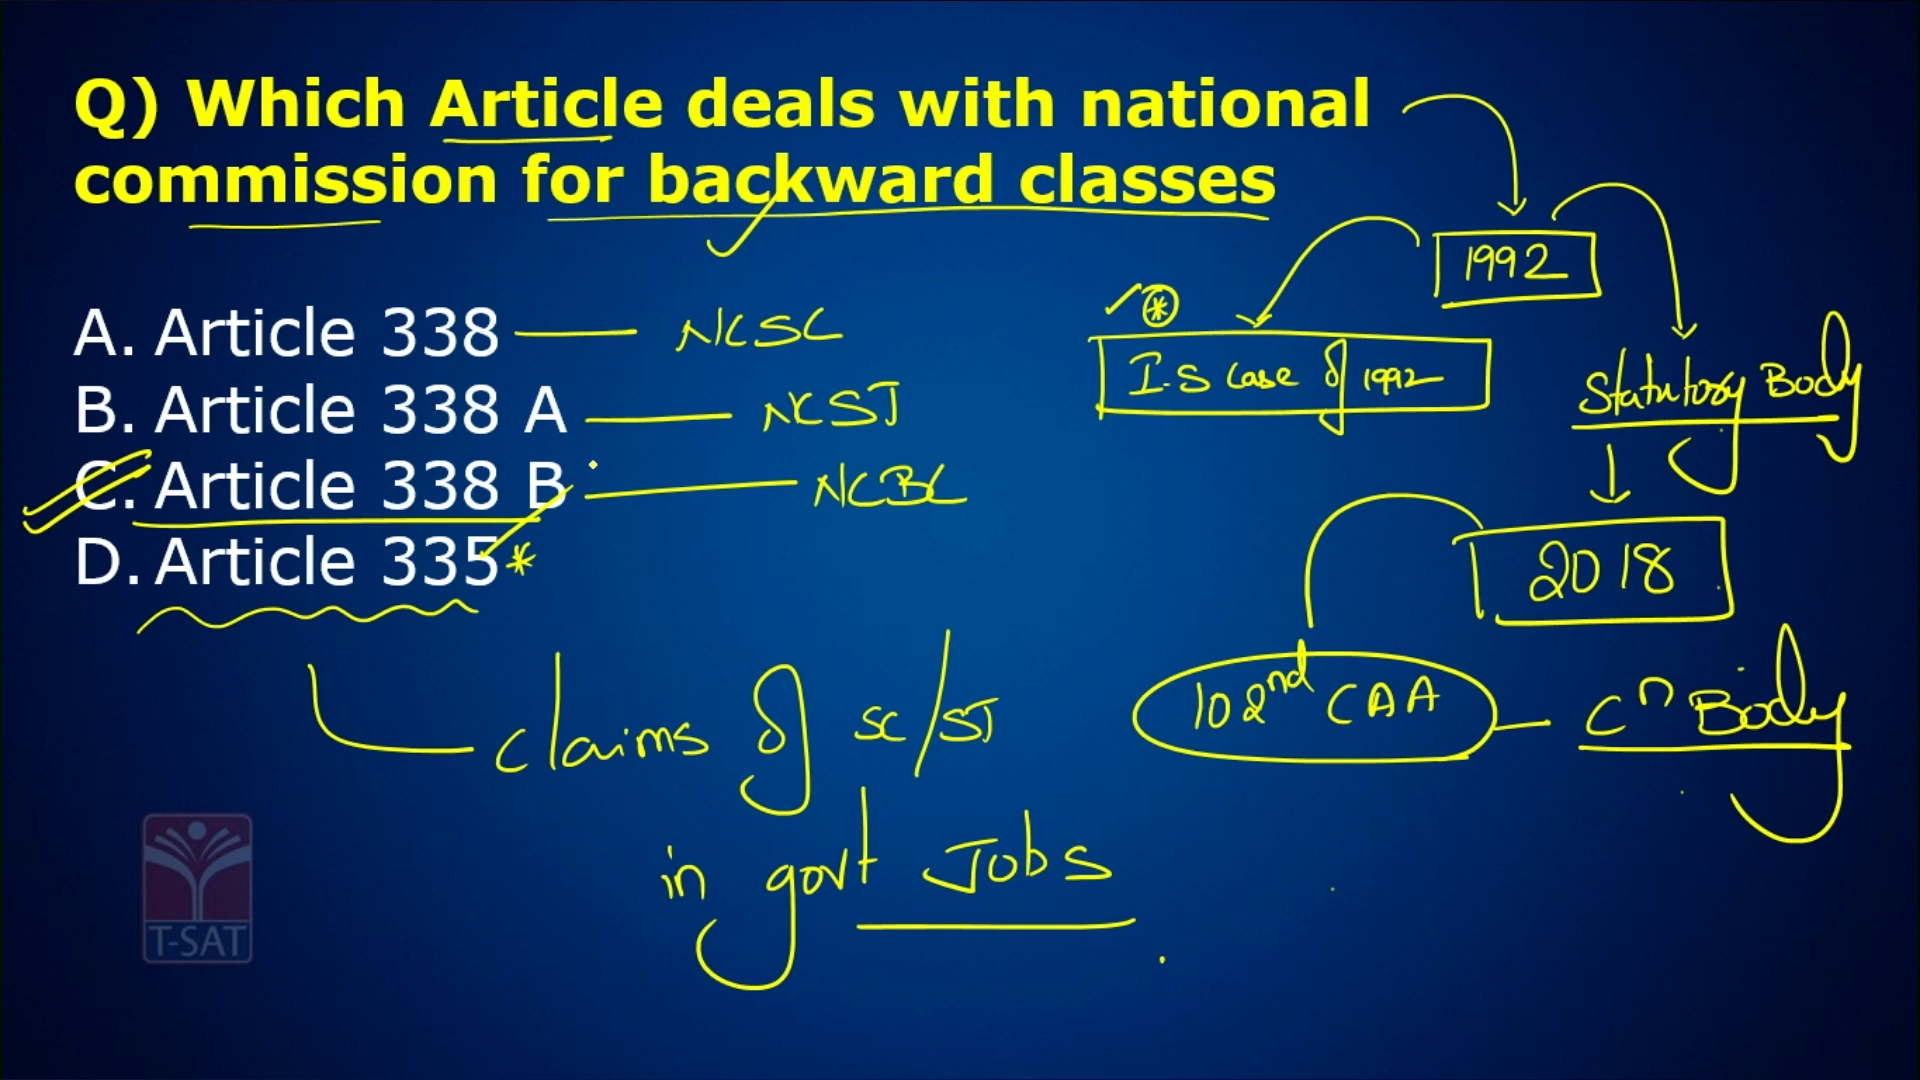 Q) Which Article deals with national
commission for backward classes
1992
A. Article 338 NCSC
I.S Case of 1992
Statutory Body
B. Article 338 A NCST
C. Article 338 B NCBC
D. Article 335*
2018
102nd CAA
Cn Body
claims of SC/ST
in govt Jobs
T-SAT